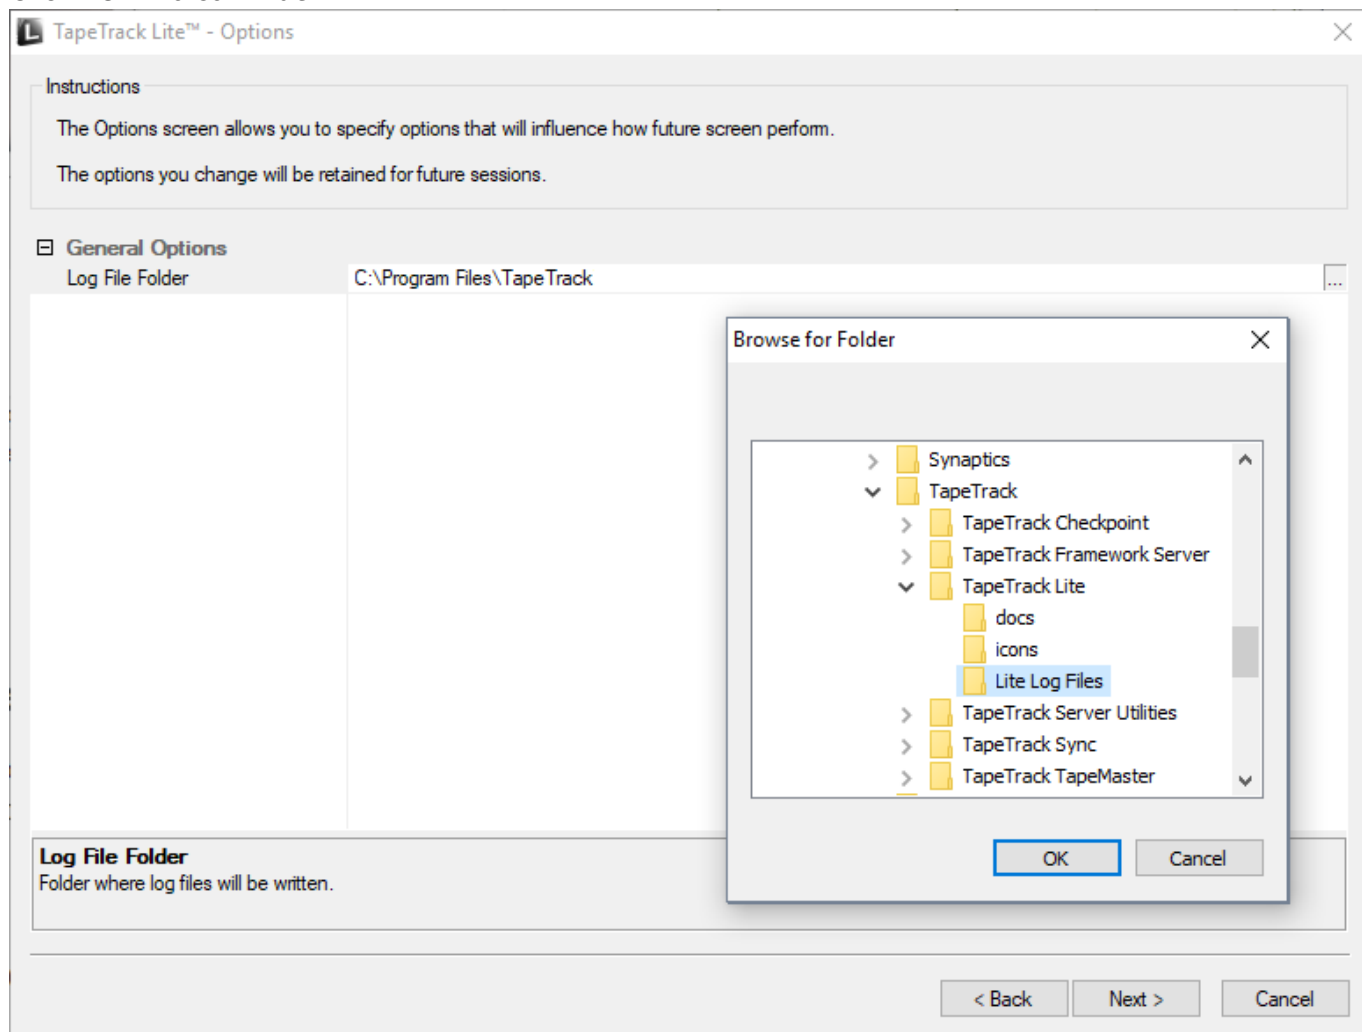 TapeTrack Lite™ - Options
Instructions
The Options screen allows you to specify options that will influence how future screen perform.
The options you change will be retained for future sessions.
General Options
Log File Folder C:\Program Files\TapeTrack ...
Browse for Folder
Synaptics
TapeTrack
TapeTrack Checkpoint
TapeTrack Framework Server
TapeTrack Lite
docs
icons
Lite Log Files
TapeTrack Server Utilities
TapeTrack Sync
TapeTrack TapeMaster
OK Cancel
Log File Folder
Folder where log files will be written.
< Back Next > Cancel